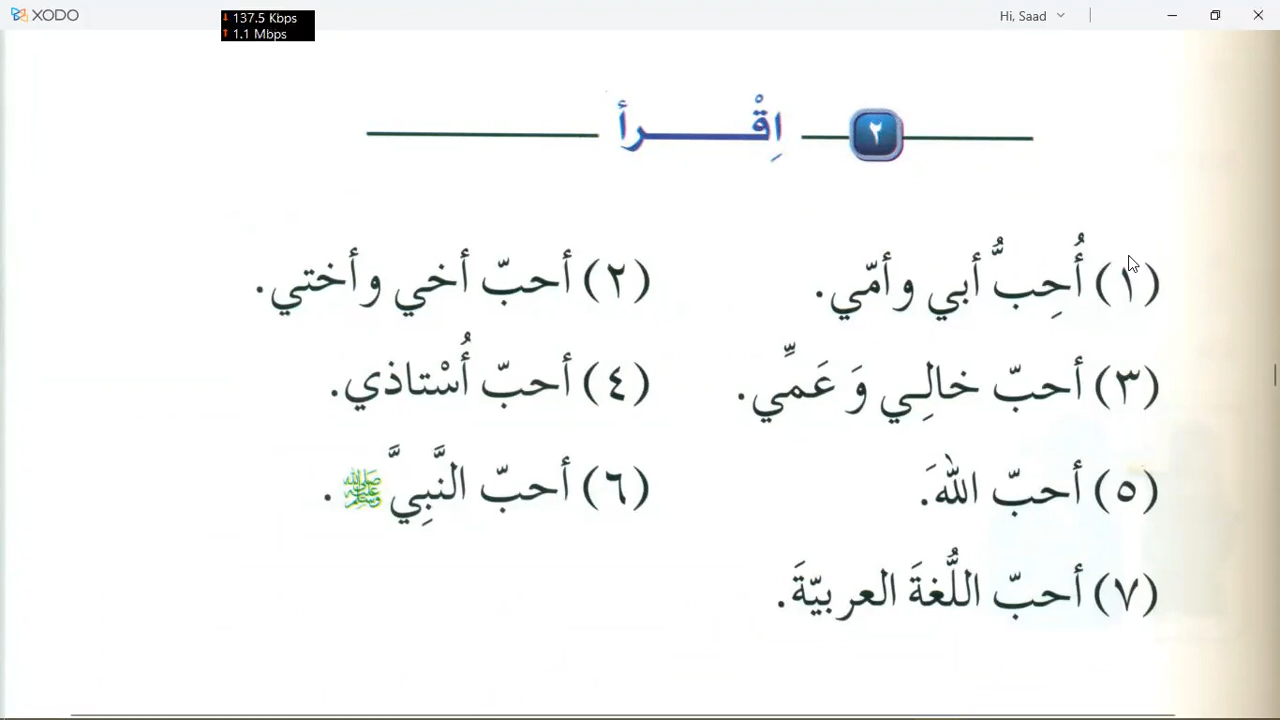 XODO
137.5 Kbps
1.1 Mbps
Hi, Saad
٢ اِقْـــــرأ
(١) أُحِبُّ أبي وأمّي. (٢) أحبّ أخي وأختي.
(٣) أحبّ خالِـي وَ عَمِّي. (٤) أحبّ أُسْتاذي.
(٥) أحبّ اللهَ. (٦) أحبّ النَّبِيَّ ﷺ .
(٧) أحبّ اللُّغةَ العربيّةَ.